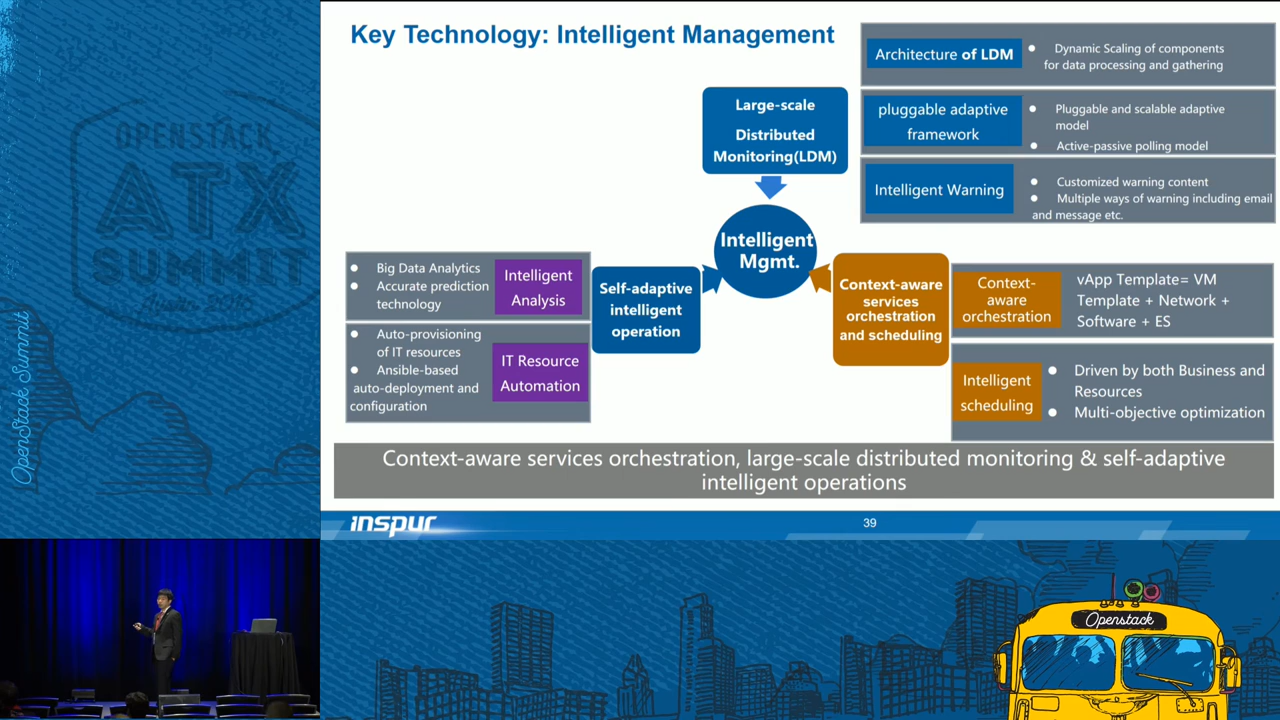 Key Technology: Intelligent Management
Large-scale
Distributed
Monitoring(LDM)
Architecture of LDM
● Dynamic Scaling of components
for data processing and gathering
pluggable adaptive
framework
● Pluggable and scalable adaptive
model
● Active-passive polling model
Intelligent Warning
● Customized warning content
● Multiple ways of warning including email
and message etc.
Intelligent
Mgmt.
● Big Data Analytics
● Accurate prediction
technology
Intelligent
Analysis
● Auto-provisioning
of IT resources
● Ansible-based
auto-deployment and
configuration
IT Resource
Automation
Self-adaptive
intelligent
operation
Context-aware
services
orchestration
and scheduling
Context-
aware
orchestration
vApp Template= VM
Template + Network +
Software + ES
Intelligent
scheduling
● Driven by both Business and
Resources
● Multi-objective optimization
Context-aware services orchestration, large-scale distributed monitoring & self-adaptive
intelligent operations
inspur
39
OPENSTACK
ATX
SUMMIT
OpenStack Summit
Openstack